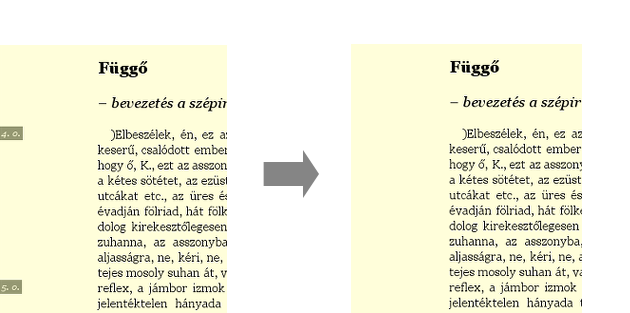 Függő
– bevezetés a szépir
4. o.
)Elbeszélek, én, ez a
keserű, csalódott ember
hogy ő, K., ezt az asszon
a kétes sötétet, az ezüst
utcákat etc., az üres és
évadján fölriad, hát fölk
dolog kirekesztőlegesen
zuhanna, az asszonyba
aljasságra, ne, kéri, ne,
tejes mosoly suhan át, v
5. o.
reflex, a jámbor izmok
jelentéktelen hányada
Függő
– bevezetés a szépir
)Elbeszélek, én, ez az
keserű, csalódott ember
hogy ő, K., ezt az asszony
a kétes sötétet, az ezüst
utcákat etc., az üres és
évadján fölriad, hát fölke
dolog kirekesztőlegesen
zuhanna, az asszonyba,
aljasságra, ne, kéri, ne, a
tejes mosoly suhan át, va
reflex, a jámbor izmok
jelentéktelen hányada t